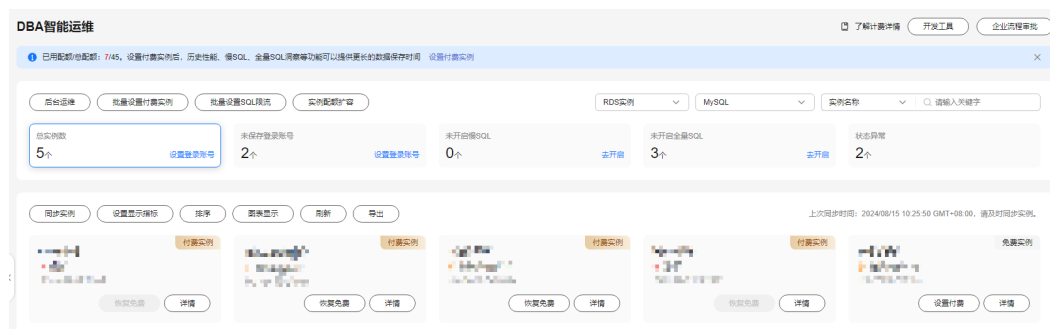 DBA智能运维
了解计费详情 开发工具 企业流程审批
已用配额/总配额：7/45。设置付费实例后，历史性能、慢SQL、全量SQL洞察等功能可以提供更长的数据保存时间 设置付费实例
后台运维 批量设置付费实例 批量设置SQL限流 实例配额扩容 RDS实例 MySQL 实例名称 请输入关键字
总实例数 未保存登录账号 未开启慢SQL 未开启全量SQL 状态异常
5个 设置登录账号 2个 设置登录账号 0个 去开启 3个 去开启 2个
同步实例 设置显示指标 排序 图表显示 刷新 导出 上次同步时间：2024/08/15 10:25:50 GMT+08:00，请及时同步实例。
付费实例 付费实例 付费实例 付费实例 免费实例
恢复免费 详情 恢复免费 详情 恢复免费 详情 恢复免费 详情 设置付费 详情